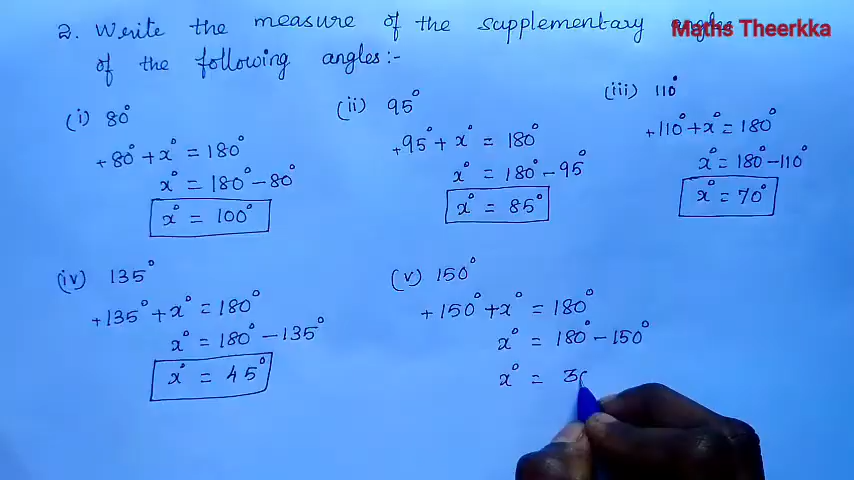 2. Write the measure of the supplementary angles
Maths Theerkka
of the following angles:-
(i) 80°
+80° + x° = 180°
x° = 180° - 80°
x° = 100°
(ii) 95°
+95° + x° = 180°
x° = 180° - 95°
x° = 85°
(iii) 110°
+110° + x° = 180°
x° = 180° - 110°
x° = 70°
(iv) 135°
+135° + x° = 180°
x° = 180° - 135°
x° = 45°
(v) 150°
+150° + x° = 180°
x° = 180° - 150°
x° = 3